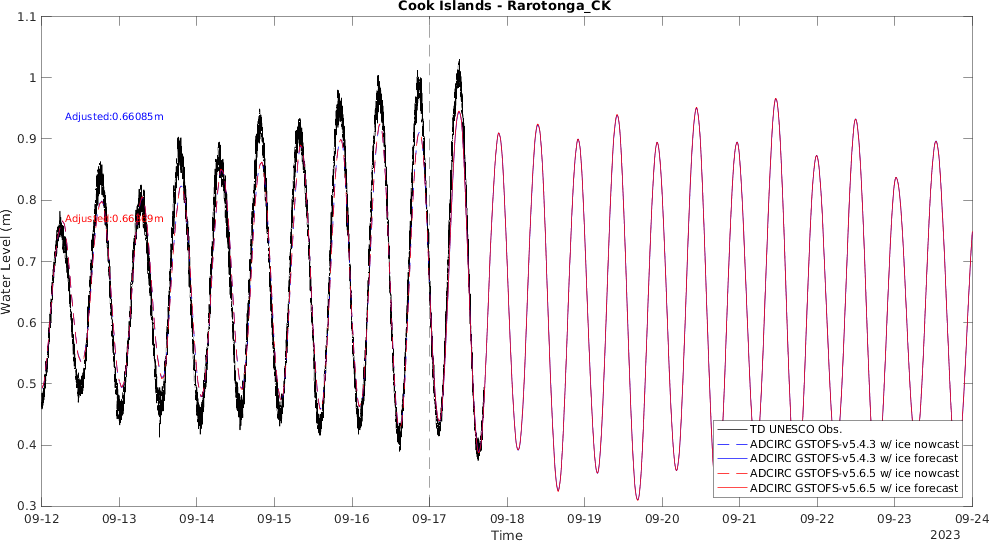 Cook Islands - Rarotonga_CK
Water Level (m)
1.1
1
0.9
0.8
0.7
0.6
0.5
0.4
0.3
Adjusted:0.66085m
TD UNESCO Obs.
ADCIRC GSTOFS-v5.4.3 w/ ice nowcast
ADCIRC GSTOFS-v5.4.3 w/ ice forecast
ADCIRC GSTOFS-v5.6.5 w/ ice nowcast
ADCIRC GSTOFS-v5.6.5 w/ ice forecast
09-12 09-13 09-14 09-15 09-16 09-17 09-18 09-19 09-20 09-21 09-22 09-23 09-24
Time
2023